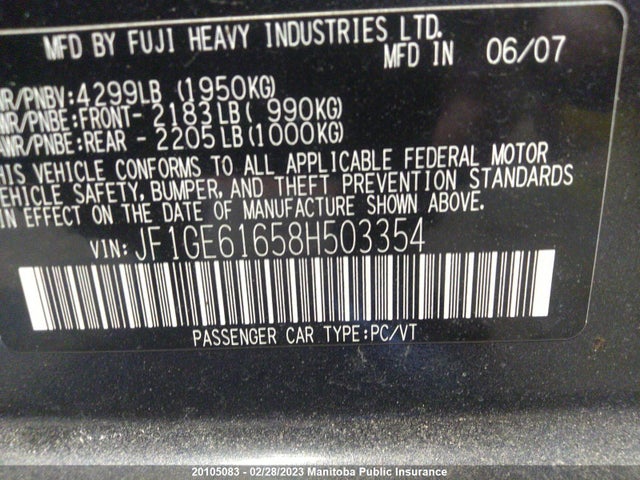 MFD BY FUJI HEAVY INDUSTRIES LTD.
MFD IN 06/07
WR/PNBV:4299LB (1950KG)
WR/PNBE:FRONT- 2183LB( 990KG)
WR/PNBE:REAR - 2205LB(1000KG)
HIS VEHICLE CONFORMS TO ALL APPLICABLE FEDERAL MOTOR
EHICLE SAFETY, BUMPER, AND THEFT PREVENTION STANDARDS
IN EFFECT ON THE DATE OF MANUFACTURE SHOWN ABOVE.
VIN: JF1GE61658H503354
PASSENGER CAR TYPE:PC/VT
20105083 - 02/28/2023 Manitoba Public Insurance